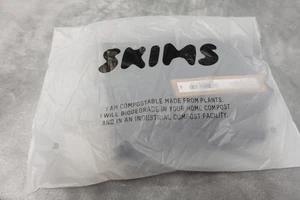 SKIMS
I AM COMPOSTABLE MADE FROM PLANTS.
I WILL BIODEGRADE IN YOUR HOME COMPOST
AND IN AN INDUSTRIAL COMPOST FACILITY.